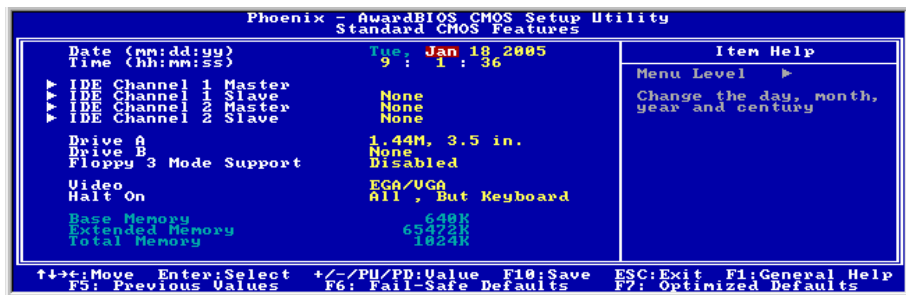 Phoenix - AwardBIOS CMOS Setup Utility
Standard CMOS Features
Date (mm:dd:yy) Tue, Jan 18 2005
Time (hh:mm:ss) 9 : 1 : 36
► IDE Channel 1 Master
► IDE Channel 1 Slave None
► IDE Channel 2 Master None
► IDE Channel 2 Slave None
Drive A 1.44M, 3.5 in.
Drive B None
Floppy 3 Mode Support Disabled
Video EGA/VGA
Halt On All , But Keyboard
Base Memory 640K
Extended Memory 65472K
Total Memory 1024K
Item Help
Menu Level ►
Change the day, month,
year and century
↑↓→←:Move Enter:Select +/-/PU/PD:Value F10:Save ESC:Exit F1:General Help
F5: Previous Values F6: Fail-Safe Defaults F7: Optimized Defaults